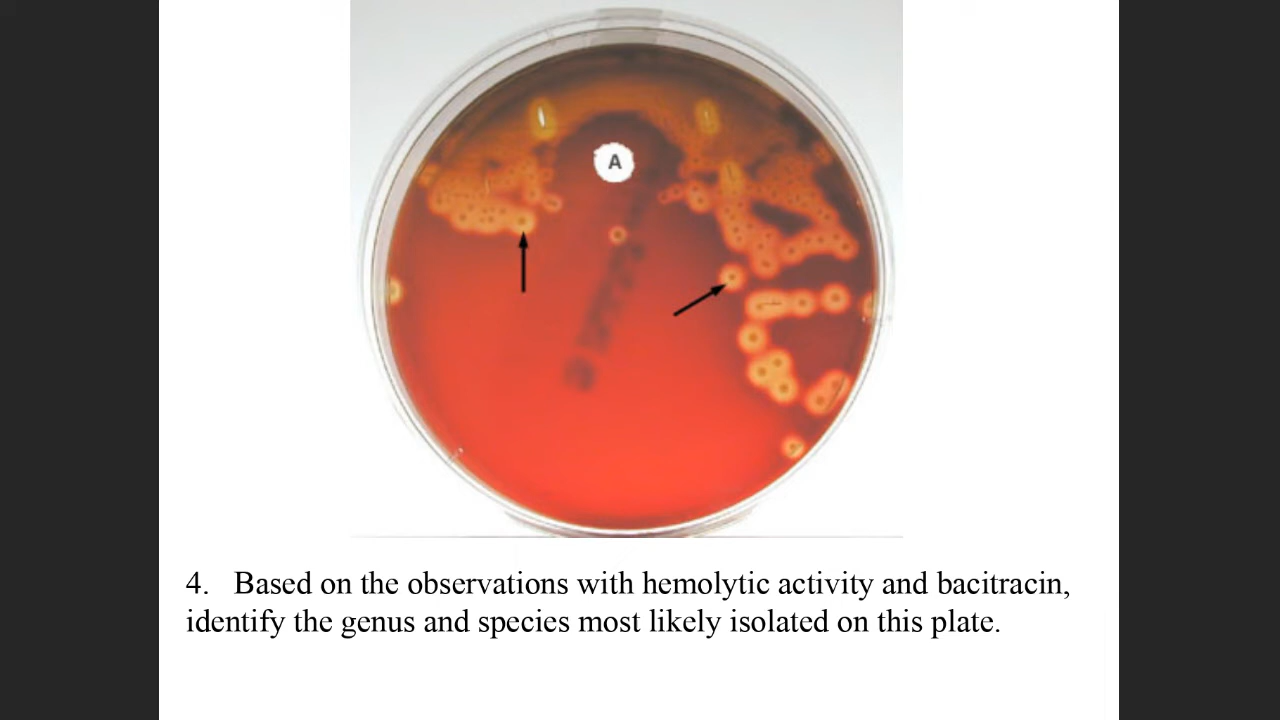 A
4. Based on the observations with hemolytic activity and bacitracin,
identify the genus and species most likely isolated on this plate.